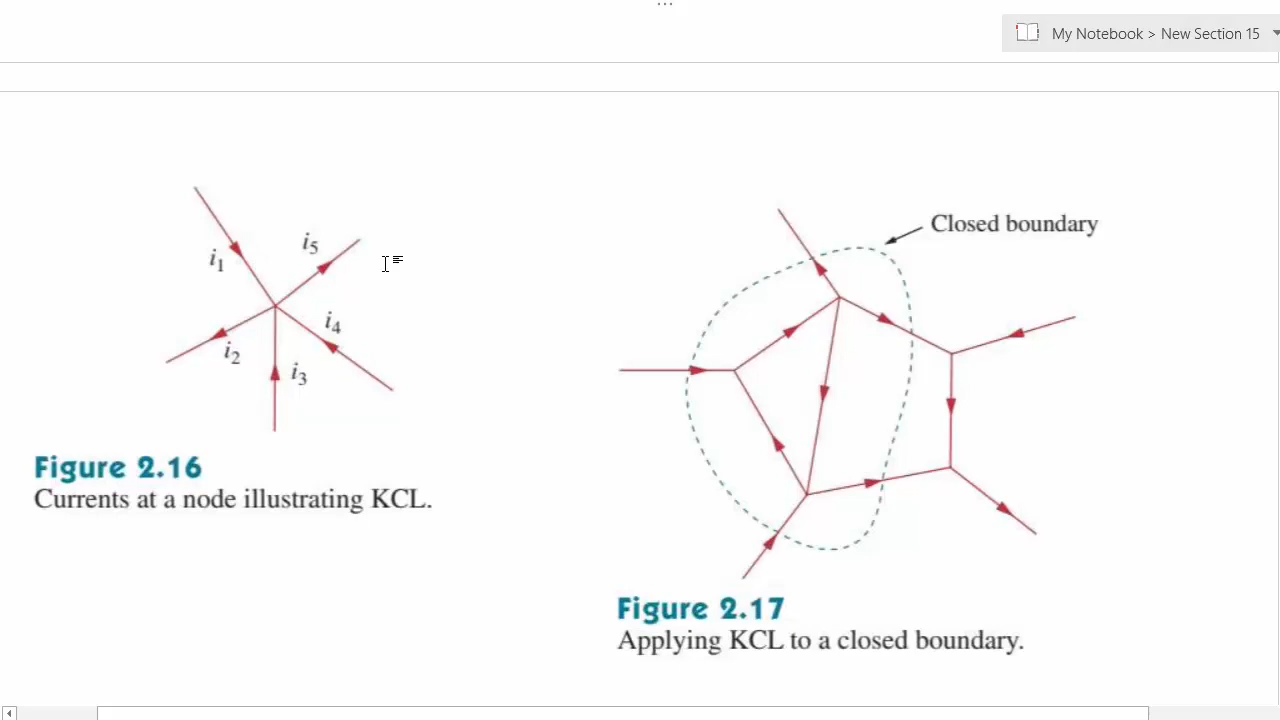 ...
My Notebook > New Section 15
i1
i5
i4
i2
i3
Figure 2.16
Currents at a node illustrating KCL.
Closed boundary
Figure 2.17
Applying KCL to a closed boundary.